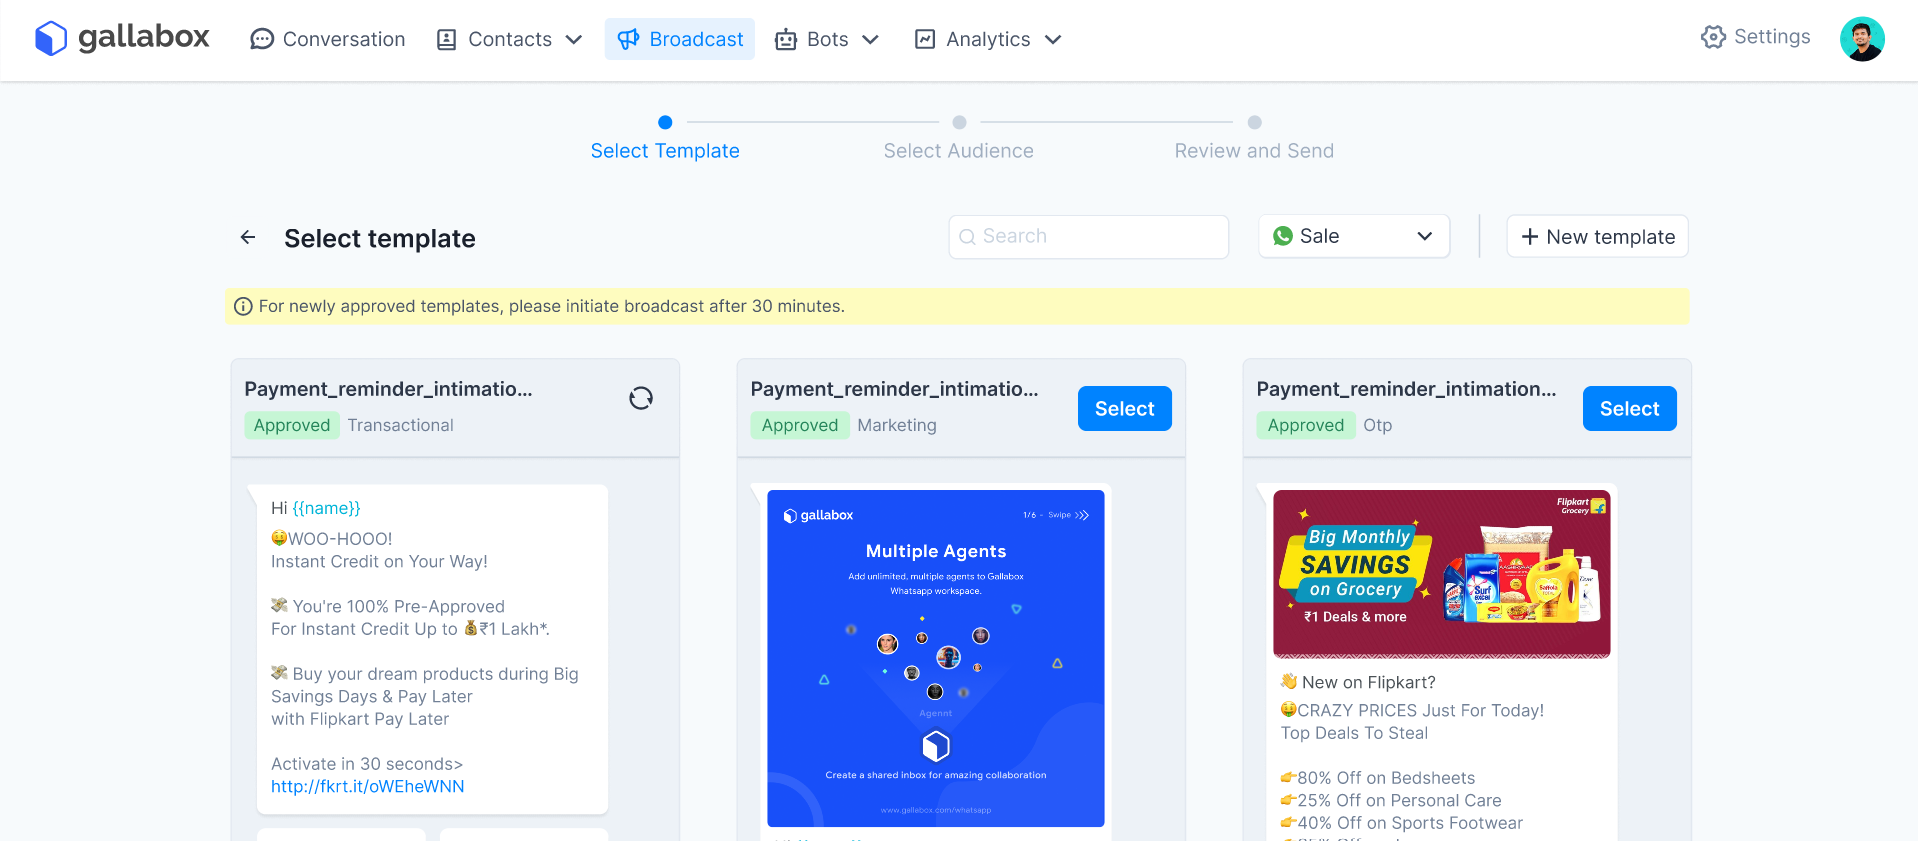 gallabox
Conversation
Contacts
Broadcast
Bots
Analytics
Settings
Select Template
Select Audience
Review and Send
Select template
Search
Sale
New template
For newly approved templates, please initiate broadcast after 30 minutes.
Payment_reminder_intimatio...
Approved Transactional
Hi {{name}}
🤑WOO-HOOO!
Instant Credit on Your Way!
💸 You're 100% Pre-Approved
For Instant Credit Up to 💰₹1 Lakh*.
💸 Buy your dream products during Big
Savings Days & Pay Later
with Flipkart Pay Later
Activate in 30 seconds>
http://fkrt.it/oWEheWNN
Payment_reminder_intimatio...
Approved Marketing
Select
gallabox
1/6 - Swipe
Multiple Agents
Add unlimited, multiple agents to Gallabox
Whatsapp workspace.
Agennt
Create a shared inbox for amazing collaboration
www.gallabox.com/whatsapp
Payment_reminder_intimation...
Approved Otp
Select
Flipkart
Grocery
Big Monthly
SAVINGS
on Grocery
₹1 Deals & more
Surf
excel
Saffola
👋 New on Flipkart?
🤑CRAZY PRICES Just For Today!
Top Deals To Steal
👉80% Off on Bedsheets
👉25% Off on Personal Care
👉40% Off on Sports Footwear